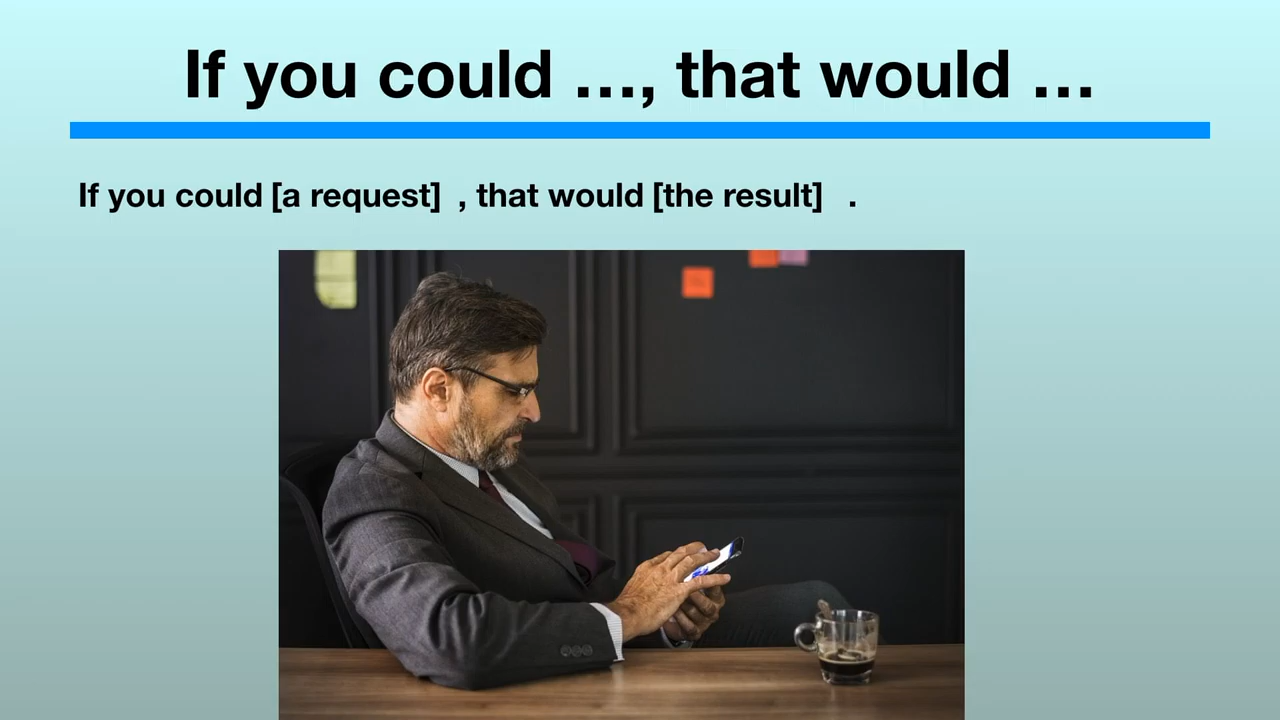 If you could …, that would …
If you could [a request]  , that would [the result]   .